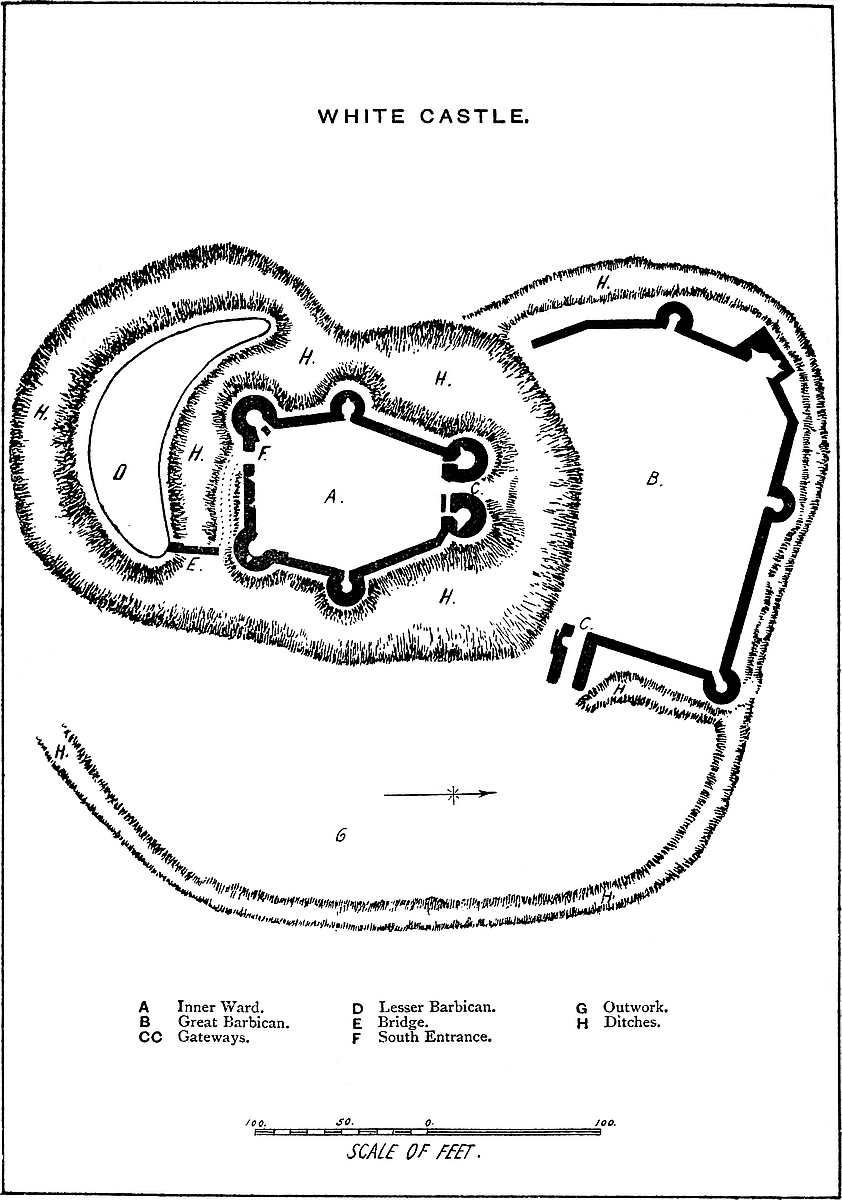 WHITE CASTLE.
H.
H.
H.
H.
H.
F.
D
A.
C.
B.
E.
H.
C.
H
H.
G
H.
A Inner Ward. D Lesser Barbican. G Outwork.
B Great Barbican. E Bridge. H Ditches.
CC Gateways. F South Entrance.
100. 50. 0. 100.
SCALE OF FEET.